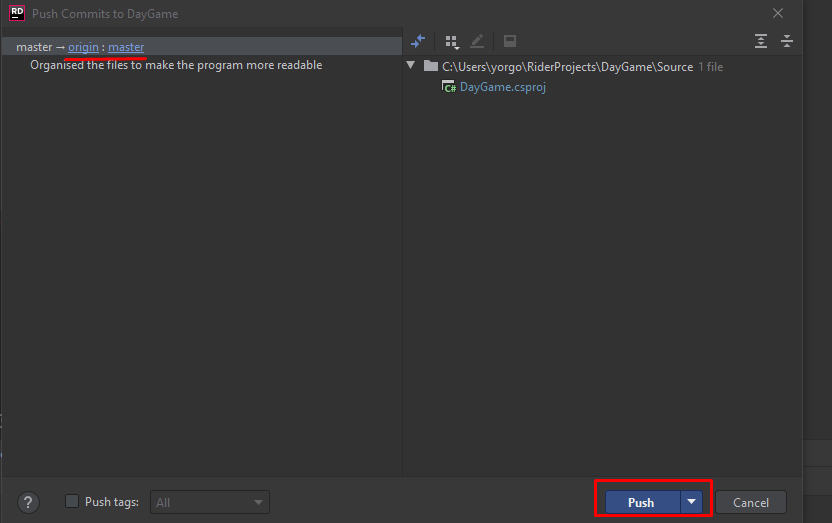 RD Push Commits to DayGame
master → origin : master
Organised the files to make the program more readable
C:\Users\yorgo\RiderProjects\DayGame\Source 1 file
C# DayGame.csproj
? Push tags: All
Push
Cancel